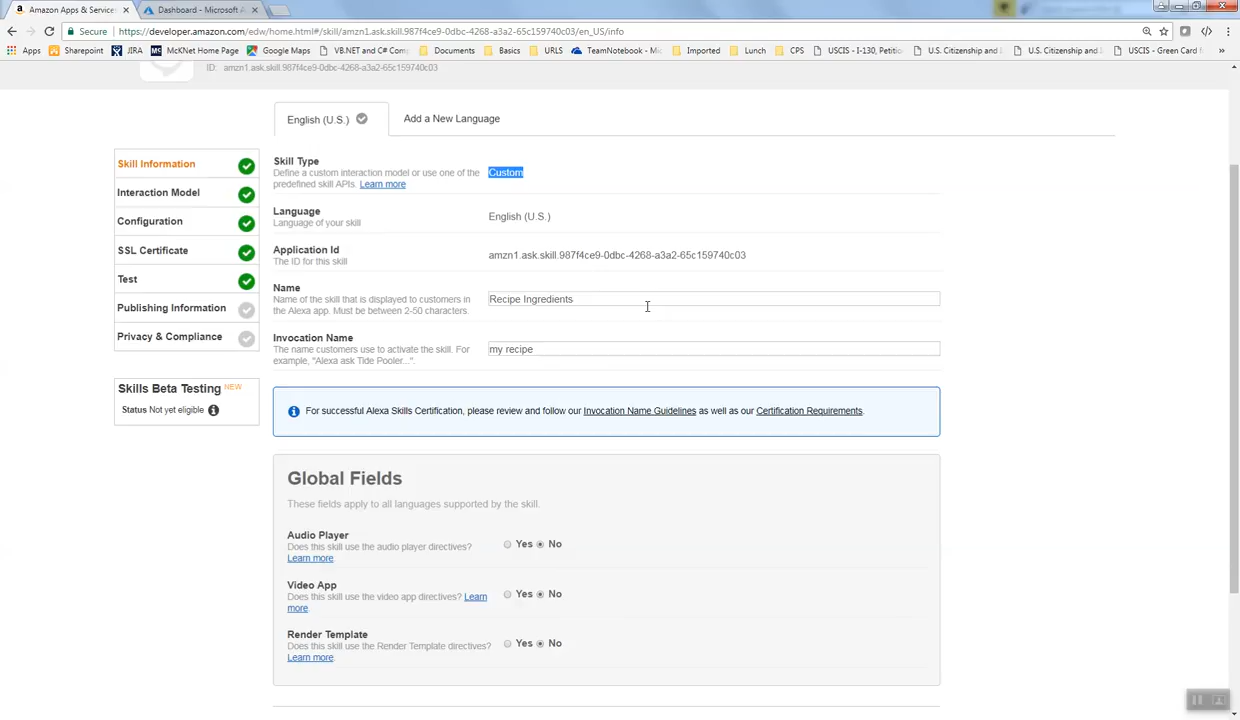 Amazon Apps & Service
Dashboard - Microsoft A
Secure
https://developer.amazon.com/edw/home.html#/skill/amzn1.ask.skill.987f4ce9-0dbc-4268-a3a2-65c159740c03/en_US/info
Apps Sharepoint JIRA McKNet Home Page Google Maps VB.NET and C# Com Documents Basics URLS TeamNotebook - Mic Imported Lunch CPS USCIS - I-130, Petitio U.S. Citizenship and U.S. Citizenship and USCIS - Green Card f »
ID: amzn1.ask.skill.987f4ce9-0dbc-4268-a3a2-65c159740c03
English (U.S.)
Add a New Language
Skill Information
Interaction Model
Configuration
SSL Certificate
Test
Publishing Information
Privacy & Compliance
Skills Beta Testing NEW
Status Not yet eligible
Skill Type
Define a custom interaction model or use one of the
predefined skill APIs. Learn more
Custom
Language
Language of your skill
English (U.S.)
Application Id
The ID for this skill
amzn1.ask.skill.987f4ce9-0dbc-4268-a3a2-65c159740c03
Name
Name of the skill that is displayed to customers in
the Alexa app. Must be between 2-50 characters.
Recipe Ingredients
Invocation Name
The name customers use to activate the skill. For
example, "Alexa ask Tide Pooler...".
my recipe
For successful Alexa Skills Certification, please review and follow our Invocation Name Guidelines as well as our Certification Requirements.
Global Fields
These fields apply to all languages supported by the skill.
Audio Player
Does this skill use the audio player directives?
Learn more
Yes No
Video App
Does this skill use the video app directives? Learn
more
Yes No
Render Template
Does this skill use the Render Template directives?
Learn more
Yes No